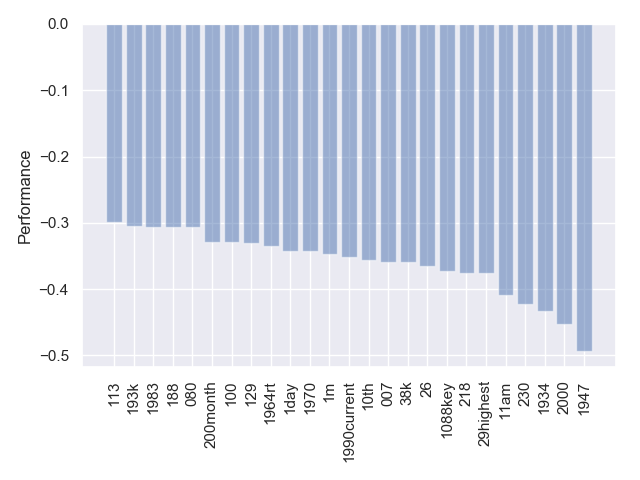 0.0
−0.1
−0.2
−0.3
−0.4
−0.5
Performance
113
193k
1983
188
080
200month
100
129
1964rt
1day
1970
1m
1990current
10th
007
38k
26
1088key
218
29highest
11am
230
1934
2000
1947